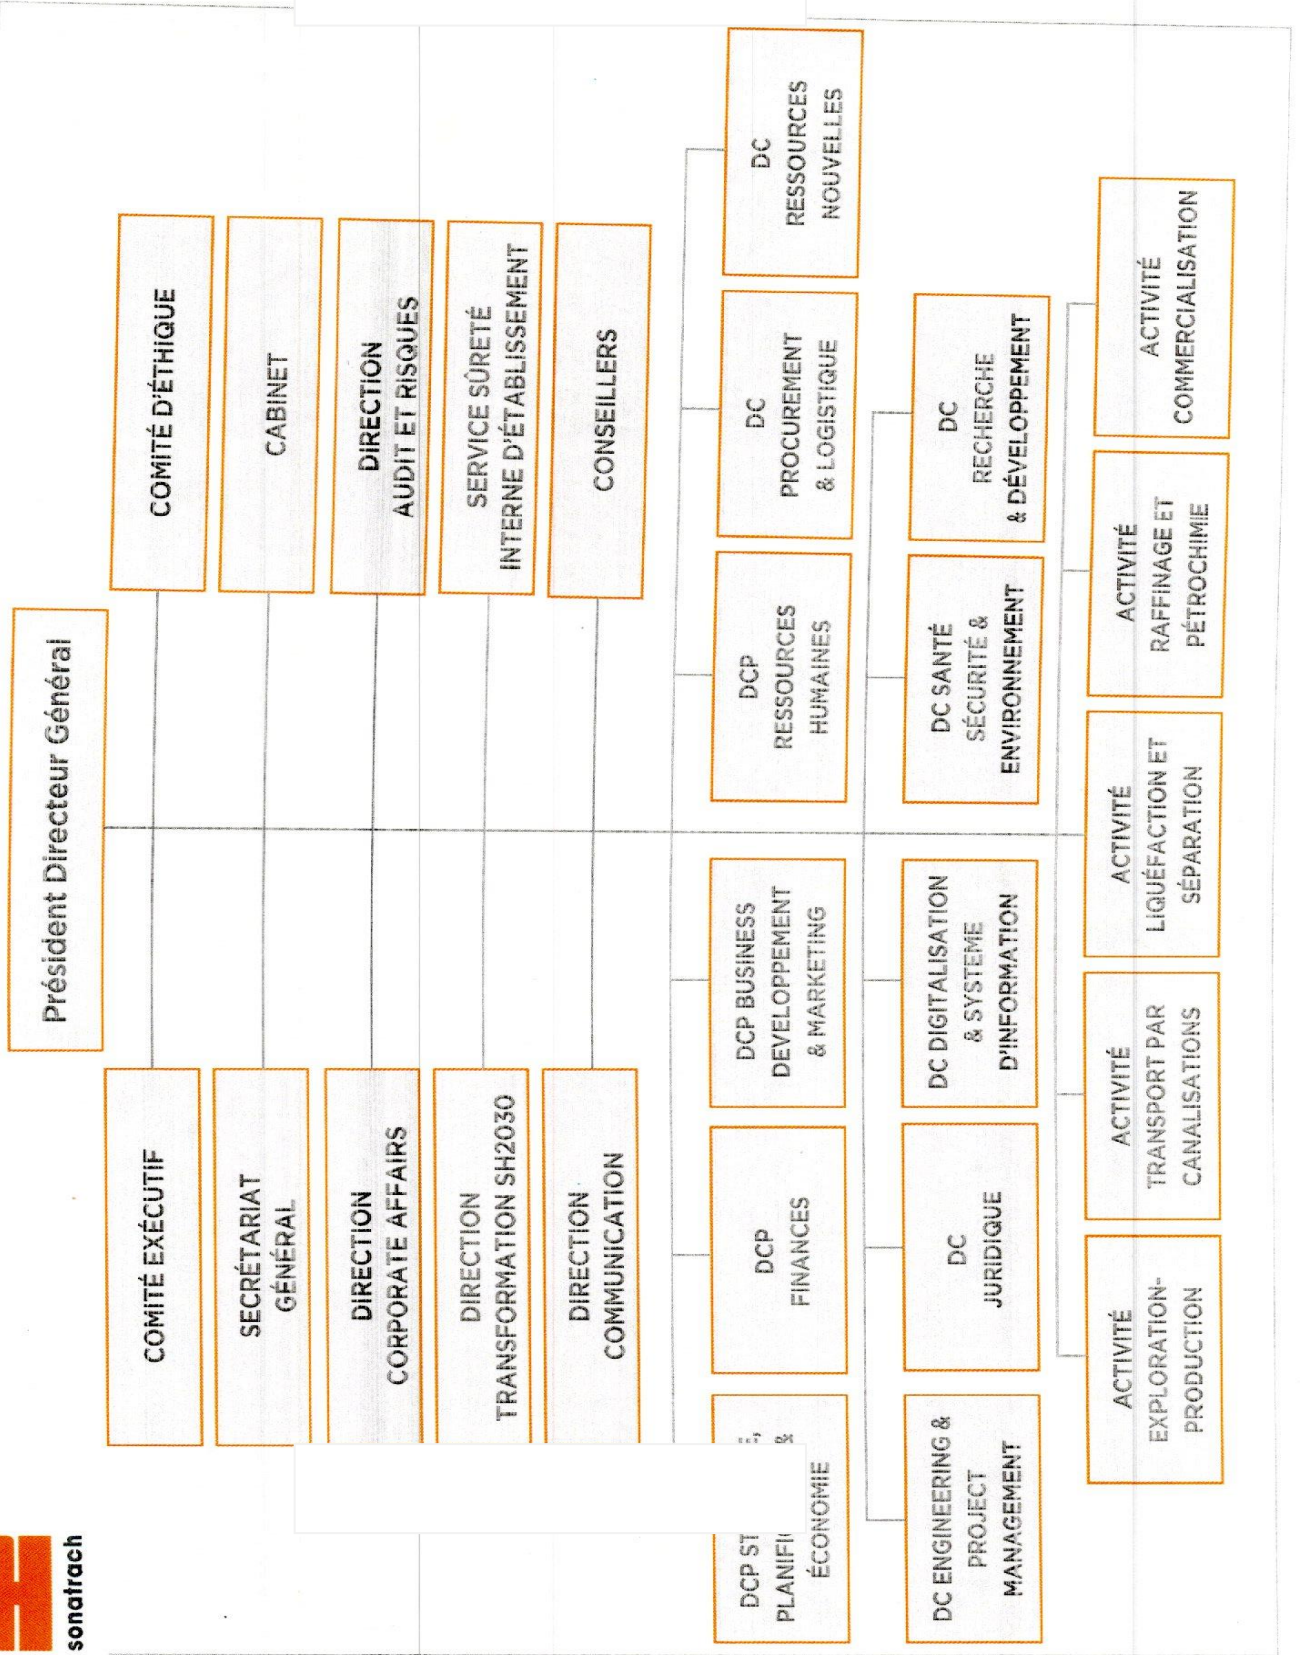 sonatrach
Président Directeur Général
COMITÉ EXÉCUTIF
COMITÉ D'ÉTHIQUE
SECRÉTARIAT
GÉNÉRAL
CABINET
DIRECTION
CORPORATE AFFAIRS
DIRECTION
AUDIT ET RISQUES
DIRECTION
TRANSFORMATION SH2030
SERVICE SÛRETÉ
INTERNE D'ÉTABLISSEMENT
DIRECTION
COMMUNICATION
CONSEILLERS
DCP
&
ÉCONOMIE
DCP
FINANCES
DCP BUSINESS
DEVELOPPEMENT
& MARKETING
DCP
RESSOURCES
HUMAINES
DC
PROCUREMENT
& LOGISTIQUE
DC
RESSOURCES
NOUVELLES
DC ENGINEERING &
PROJECT
MANAGEMENT
DC
JURIDIQUE
DC DIGITALISATION
& SYSTEME
D'INFORMATION
DC SANTÉ
SÉCURITÉ &
ENVIRONNEMENT
DC
RECHERCHE
& DÉVELOPPEMENT
ACTIVITÉ
EXPLORATION-
PRODUCTION
ACTIVITÉ
TRANSPORT PAR
CANALISATIONS
ACTIVITÉ
LIQUÉFACTION ET
SÉPARATION
ACTIVITÉ
RAFFINAGE ET
PÉTROCHIMIE
ACTIVITÉ
COMMERCIALISATION